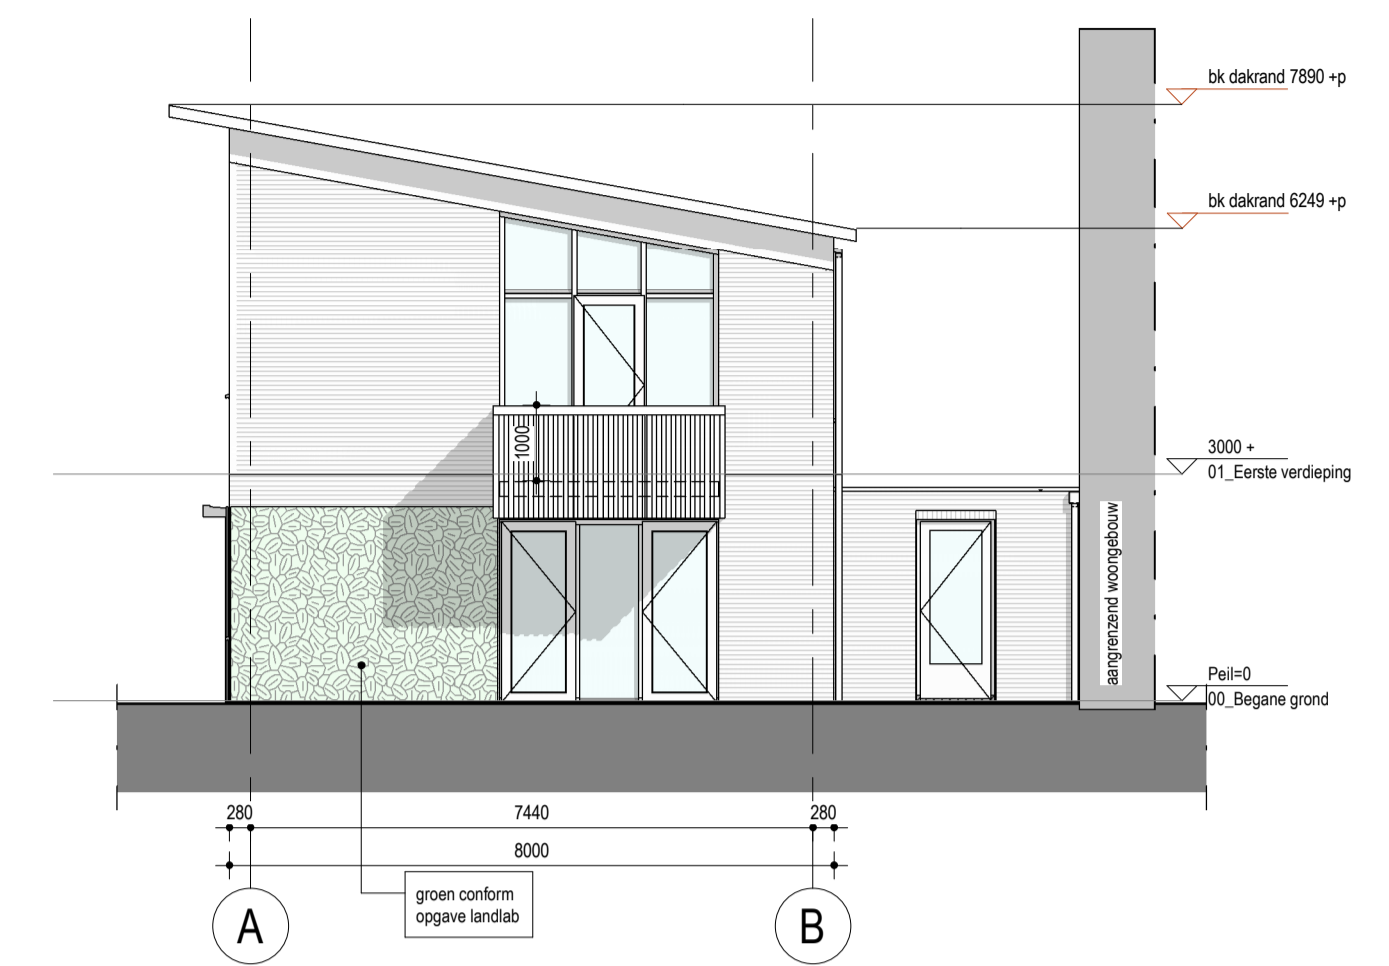 bk dakrand 7890 +p
bk dakrand 6249 +p
1000
3000 +
01_Eerste verdieping
aangrenzend woongebouw
Peil=0
00_Begane grond
280
7440
280
8000
groen conform
opgave landlab
A
B